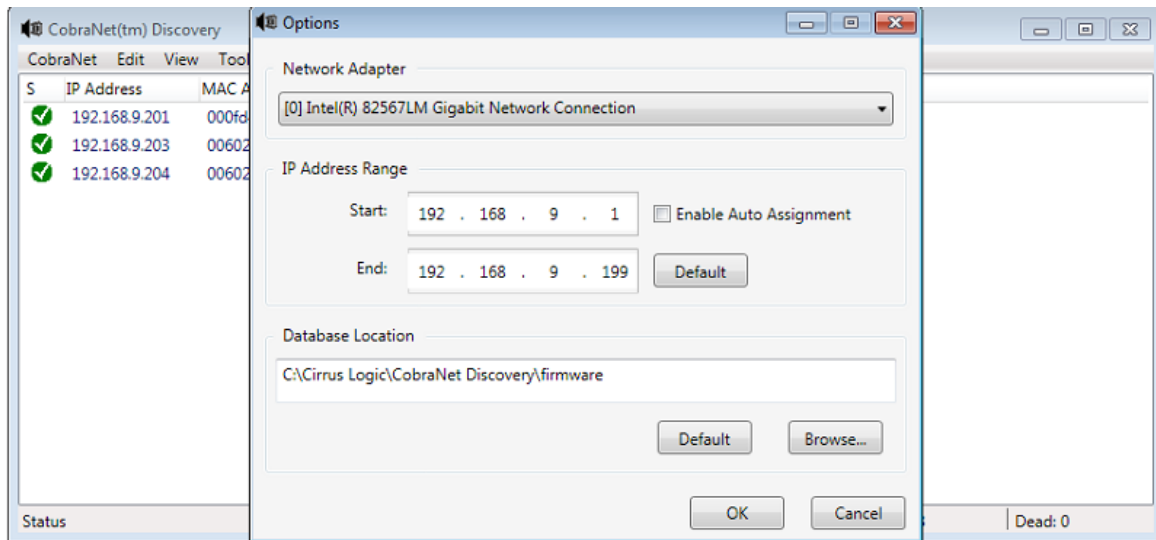 CobraNet(tm) Discovery
CobraNet Edit View
S IP Address
192.168.9.201
192.168.9.203
192.168.9.204
Status
Dead: 0
Options
Network Adapter
[0] Intel(R) 82567LM Gigabit Network Connection
IP Address Range
Start: 192 . 168 . 9 . 1 Enable Auto Assignment
End: 192 . 168 . 9 . 199 Default
Database Location
C:\Cirrus Logic\CobraNet Discovery\firmware
Default Browse...
OK Cancel